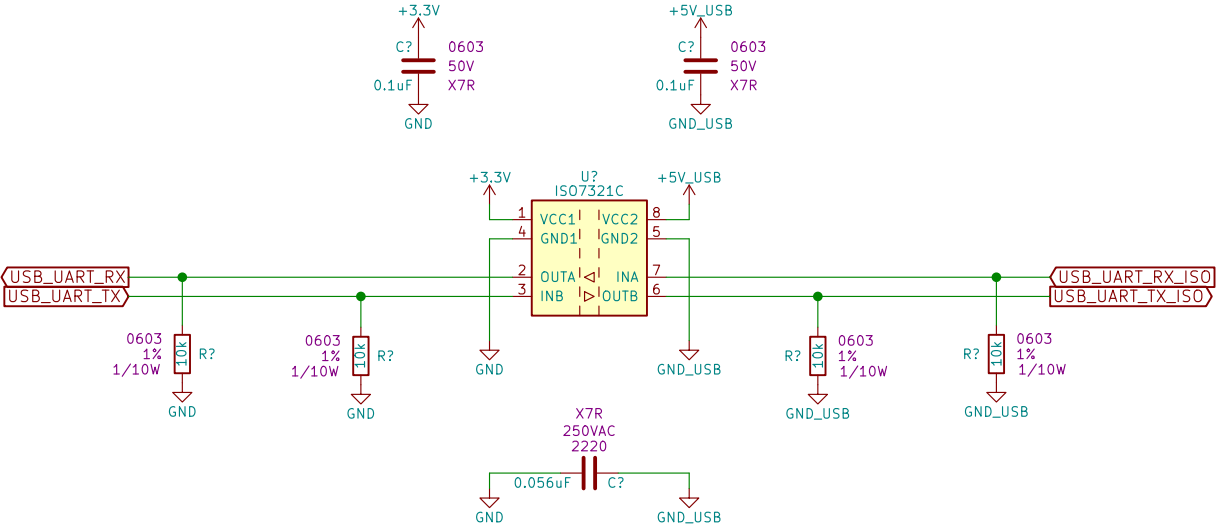 +3.3V
C?
0603
50V
0.1uF
X7R
GND
+5V_USB
C?
0603
50V
0.1uF
X7R
GND_USB
+3.3V
U?
ISO7321C
+5V_USB
1
VCC1
VCC2
8
4
GND1
GND2
5
USB_UART_RX
2
OUTA
INA
7
USB_UART_RX_ISO
USB_UART_TX
3
INB
OUTB
6
USB_UART_TX_ISO
0603
1%
1/10W
10k
R?
GND
0603
1%
1/10W
10k
R?
GND
GND
GND_USB
R?
10k
0603
1%
1/10W
GND_USB
R?
10k
0603
1%
1/10W
GND_USB
X7R
250VAC
2220
0.056uF
C?
GND
GND_USB